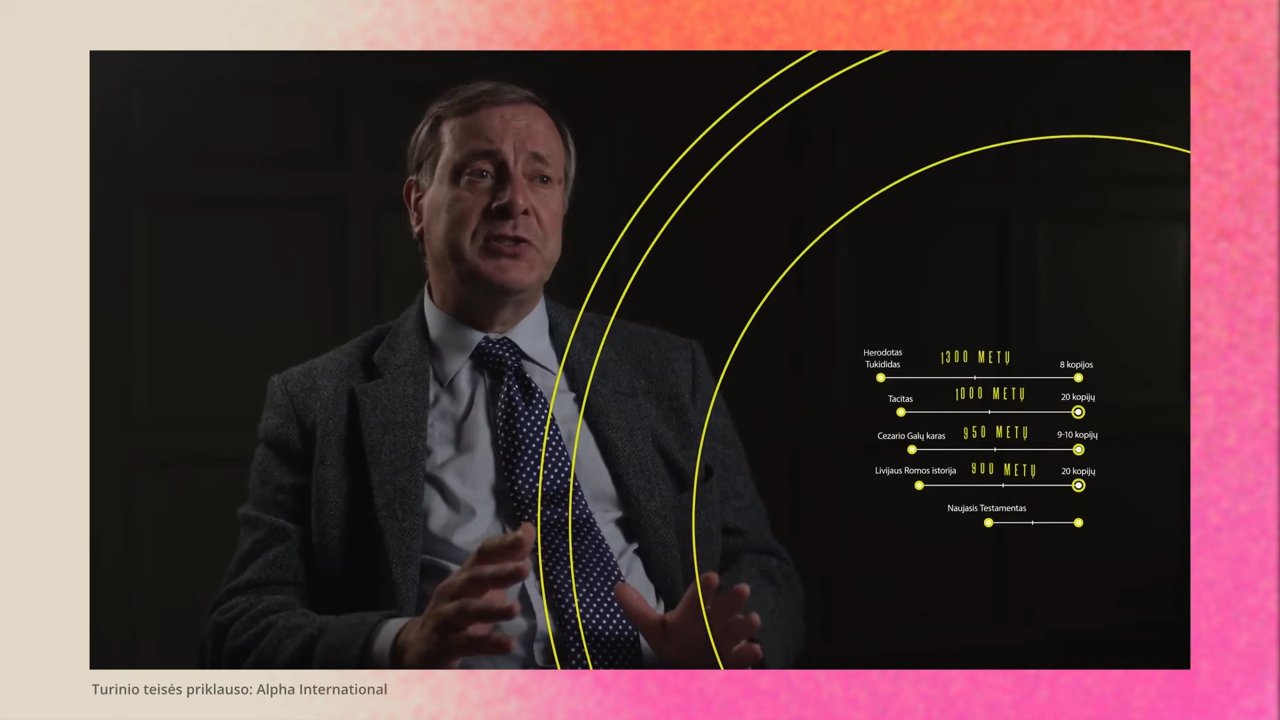 Herodotas
Tukididas
1300 METŲ
8 kopijos
Tacitas
1000 METŲ
20 kopijų
Cezario Galų karas
950 METŲ
9-10 kopijų
Livijaus Romos istorija
900 METŲ
20 kopijų
Naujasis Testamentas
Turinio teisės priklauso: Alpha International